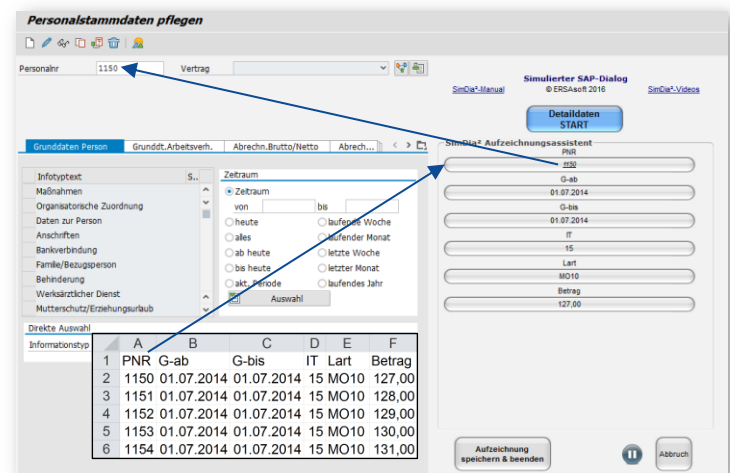 Personalstammdaten pflegen
Personalnr 1150 Vertrag
Simulierter SAP-Dialog
SimDia²-Manual © ERSAsoft 2016 SimDia²-Videos
Detaildaten
START
Grunddaten Person Grunddt.Arbeitsverh. Abrechn.Brutto/Netto Abrech...
Infotyptext S..
Maßnahmen
Organisatorische Zuordnung
Daten zur Person
Anschriften
Bankverbindung
Familie/Bezugsperson
Behinderung
Werksärztlicher Dienst
Mutterschutz/Erziehungsurlaub
Zeitraum
Zeitraum
von bis
heute laufende Woche
alles laufender Monat
ab heute letzte Woche
bis heute letzter Monat
akt. Periode laufendes Jahr
Auswahl
Direkte Auswahl
Informationstyp
A B C D E F
1 PNR G-ab G-bis IT Lart Betrag
2 1150 01.07.2014 01.07.2014 15 MO10 127,00
3 1151 01.07.2014 01.07.2014 15 MO10 128,00
4 1152 01.07.2014 01.07.2014 15 MO10 129,00
5 1153 01.07.2014 01.07.2014 15 MO10 130,00
6 1154 01.07.2014 01.07.2014 15 MO10 131,00
SimDia² Aufzeichnungsassistent
PNR
1150
G-ab
01.07.2014
G-bis
01.07.2014
IT
15
Lart
MO10
Betrag
127,00
Aufzeichnung
speichern & beenden
Abbruch